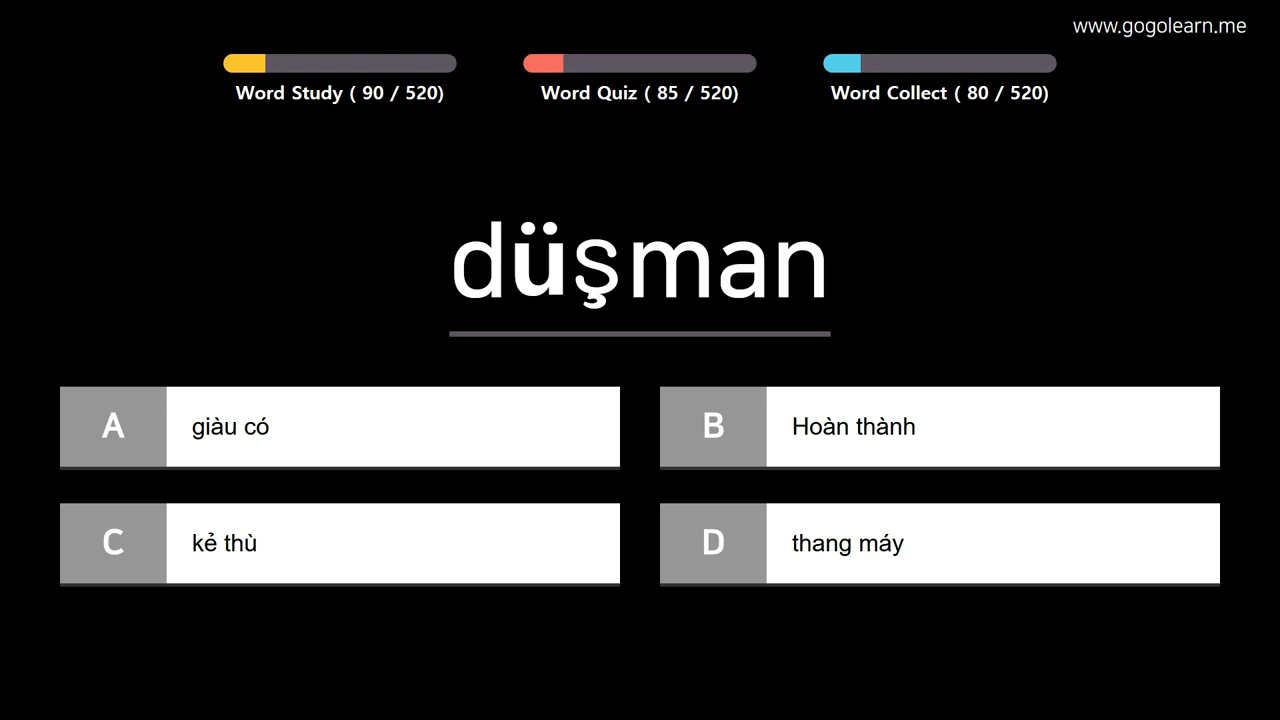 www.gogolearn.me
Word Study ( 90 / 520)
Word Quiz ( 85 / 520)
Word Collect ( 80 / 520)
düşman
A giàu có
B Hoàn thành
C kẻ thù
D thang máy